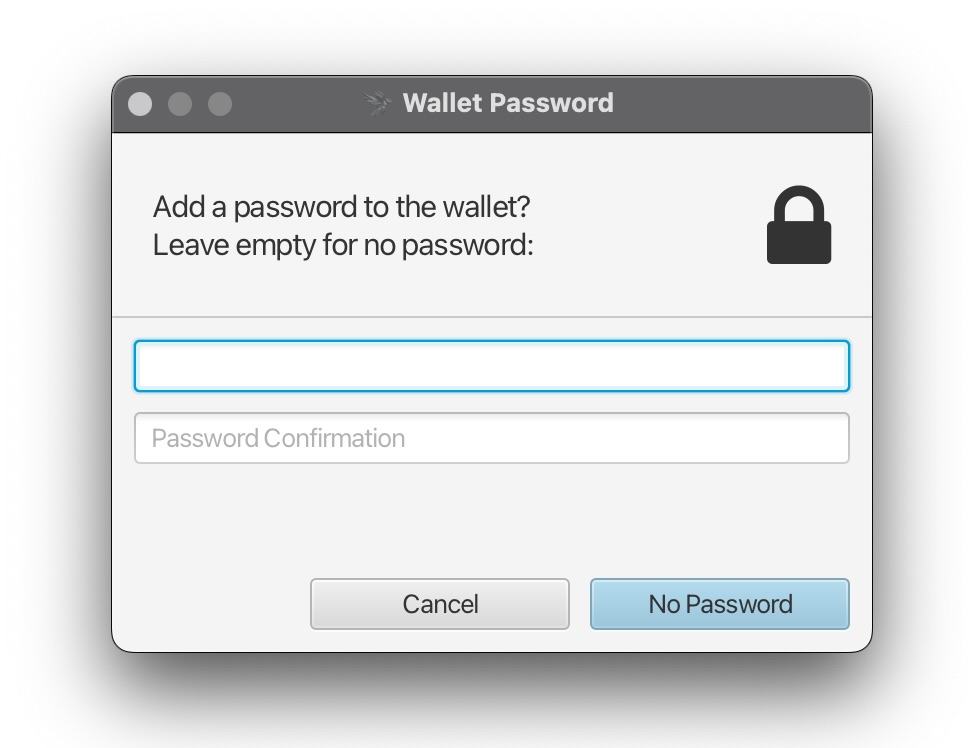 Wallet Password
Add a password to the wallet?
Leave empty for no password:
Password Confirmation
Cancel
No Password